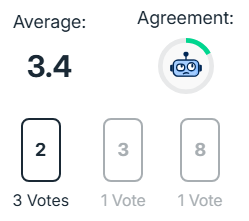 Average:
Agreement:
3.4
2
3
8
3 Votes
1 Vote
1 Vote